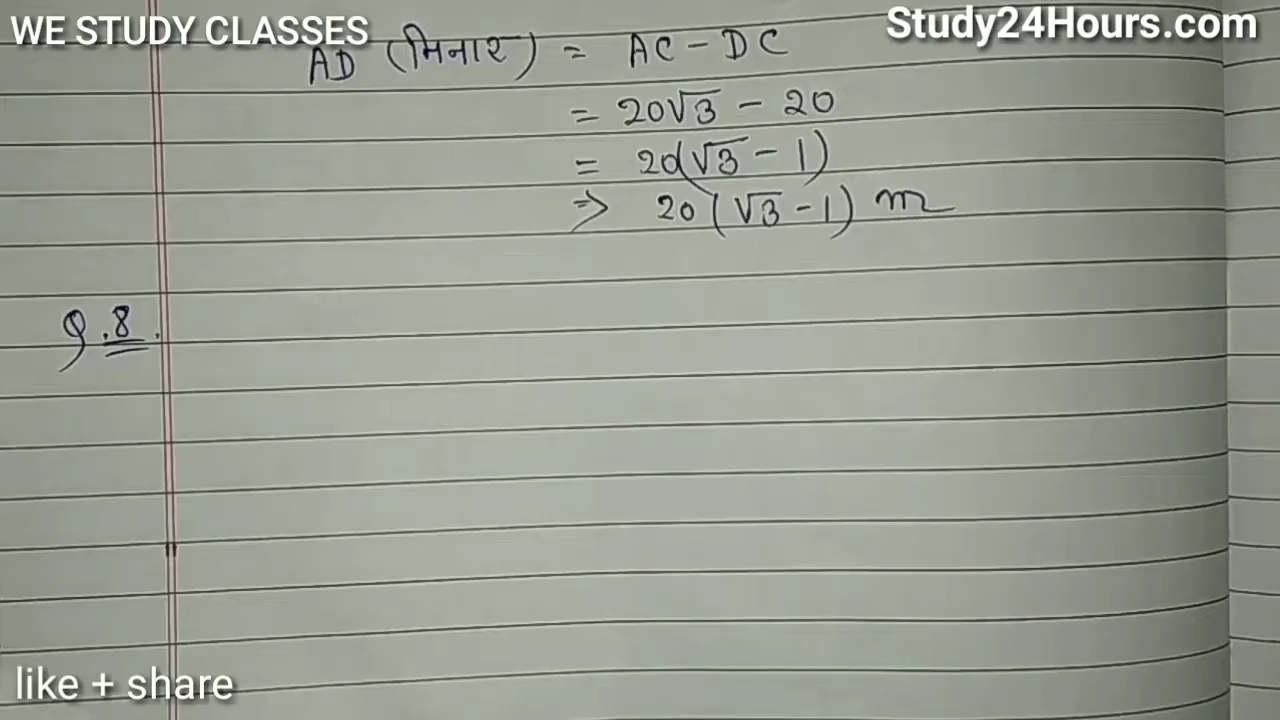 WE STUDY CLASSES
Study24Hours.com
AD (मिनार) = AC - DC
= 20√3 - 20
= 20(√3 - 1)
⇒ 20(√3-1) m
Q.8.
like + share